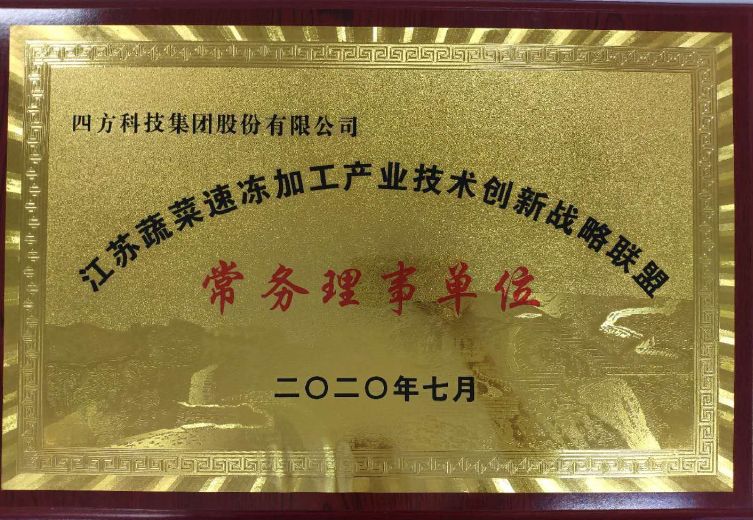 四方科技集团股份有限公司
江苏蔬菜速冻加工产业技术创新战略联盟
常务理事单位
二〇二〇年七月